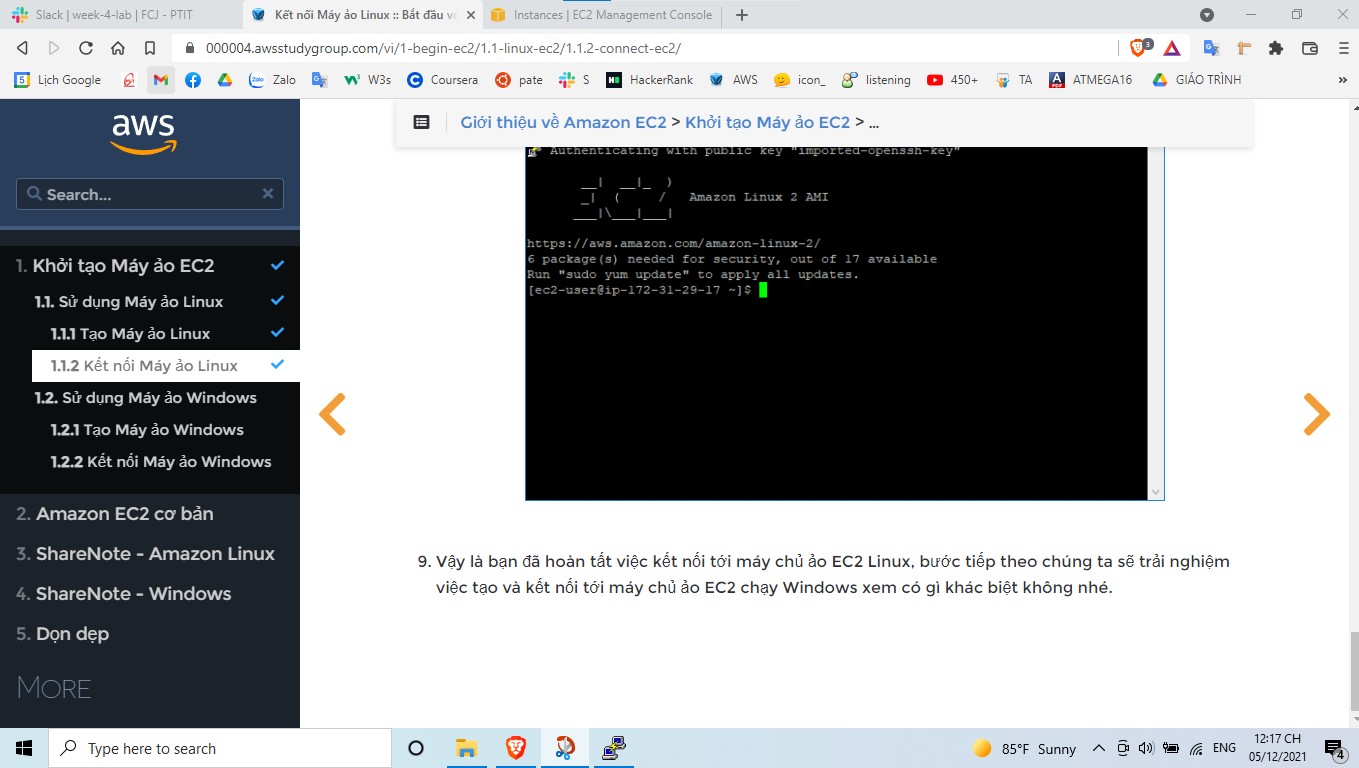 Slack | week-4-lab | FCJ - PTIT
Kết nối Máy ảo Linux :: Bắt đầu vớ
Instances | EC2 Management Console
000004.awsstudygroup.com/vi/1-begin-ec2/1.1-linux-ec2/1.1.2-connect-ec2/
3
5 Lịch Google
Zalo Zalo
W3s
C Coursera
pate
S
H HackerRank
AWS
icon_
listening
450+
TA
A PDF ATMEGA16
GIÁO TRÌNH
»
aws
Search...
1. Khởi tạo Máy ảo EC2
1.1. Sử dụng Máy ảo Linux
1.1.1 Tạo Máy ảo Linux
1.1.2 Kết nối Máy ảo Linux
1.2. Sử dụng Máy ảo Windows
1.2.1 Tạo Máy ảo Windows
1.2.2 Kết nối Máy ảo Windows
2. Amazon EC2 cơ bản
3. ShareNote - Amazon Linux
4. ShareNote - Windows
5. Dọn dẹp
MORE
Giới thiệu về Amazon EC2 > Khởi tạo Máy ảo EC2 > ...
Authenticating with public key "imported-openssh-key"
__|  __|_  )
_|  (     /   Amazon Linux 2 AMI
___|\___|___|
https://aws.amazon.com/amazon-linux-2/
6 package(s) needed for security, out of 17 available
Run "sudo yum update" to apply all updates.
[ec2-user@ip-172-31-29-17 ~]$
9. Vậy là bạn đã hoàn tất việc kết nối tới máy chủ ảo EC2 Linux, bước tiếp theo chúng ta sẽ trải nghiệm
việc tạo và kết nối tới máy chủ ảo EC2 chạy Windows xem có gì khác biệt không nhé.
Type here to search
85°F Sunny
ENG
12:17 CH
05/12/2021
4